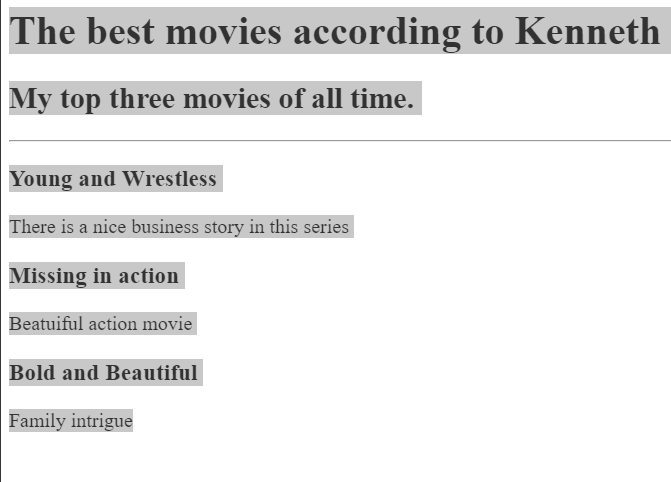 The best movies according to Kenneth
My top three movies of all time.
Young and Wrestless
There is a nice business story in this series
Missing in action
Beatuiful action movie
Bold and Beautiful
Family intrigue